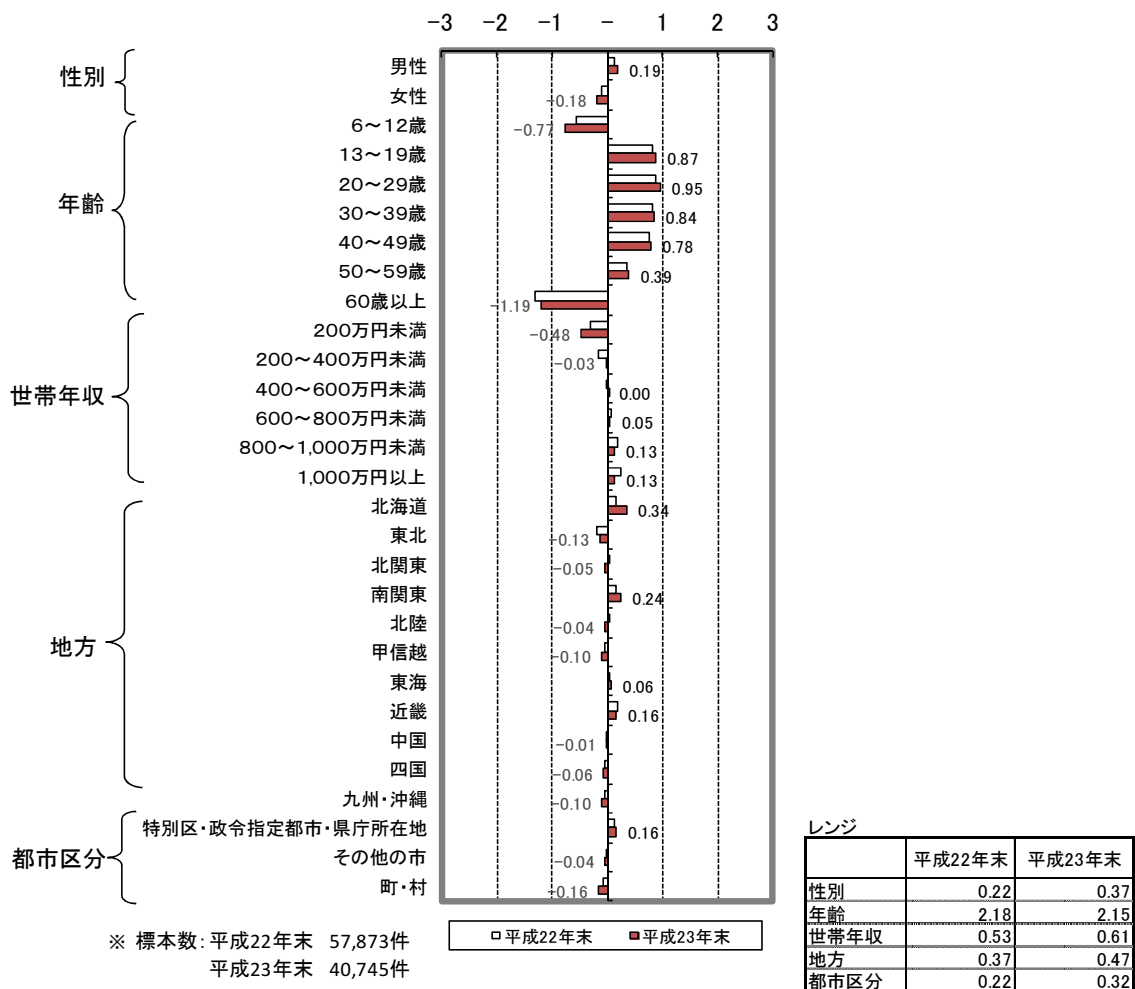 -3 -2 -1 - 1 2 3
性別
男性 0.19
女性 -0.18
年齢
6～12歳 -0.77
13～19歳 0.87
20～29歳 0.95
30～39歳 0.84
40～49歳 0.78
50～59歳 0.39
60歳以上 -1.19
世帯年収
200万円未満 -0.48
200～400万円未満 -0.03
400～600万円未満 0.00
600～800万円未満 0.05
800～1,000万円未満 0.13
1,000万円以上 0.13
地方
北海道 0.34
東北 -0.13
北関東 -0.05
南関東 0.24
北陸 -0.04
甲信越 -0.10
東海 0.06
近畿 0.16
中国 -0.01
四国 -0.06
九州・沖縄 -0.10
都市区分
特別区・政令指定都市・県庁所在地 0.16
その他の市 -0.04
町・村 -0.16
□平成22年末 ■平成23年末
※ 標本数：平成22年末 57,873件
平成23年末 40,745件
レンジ
平成22年末 平成23年末
性別 0.22 0.37
年齢 2.18 2.15
世帯年収 0.53 0.61
地方 0.37 0.47
都市区分 0.22 0.32